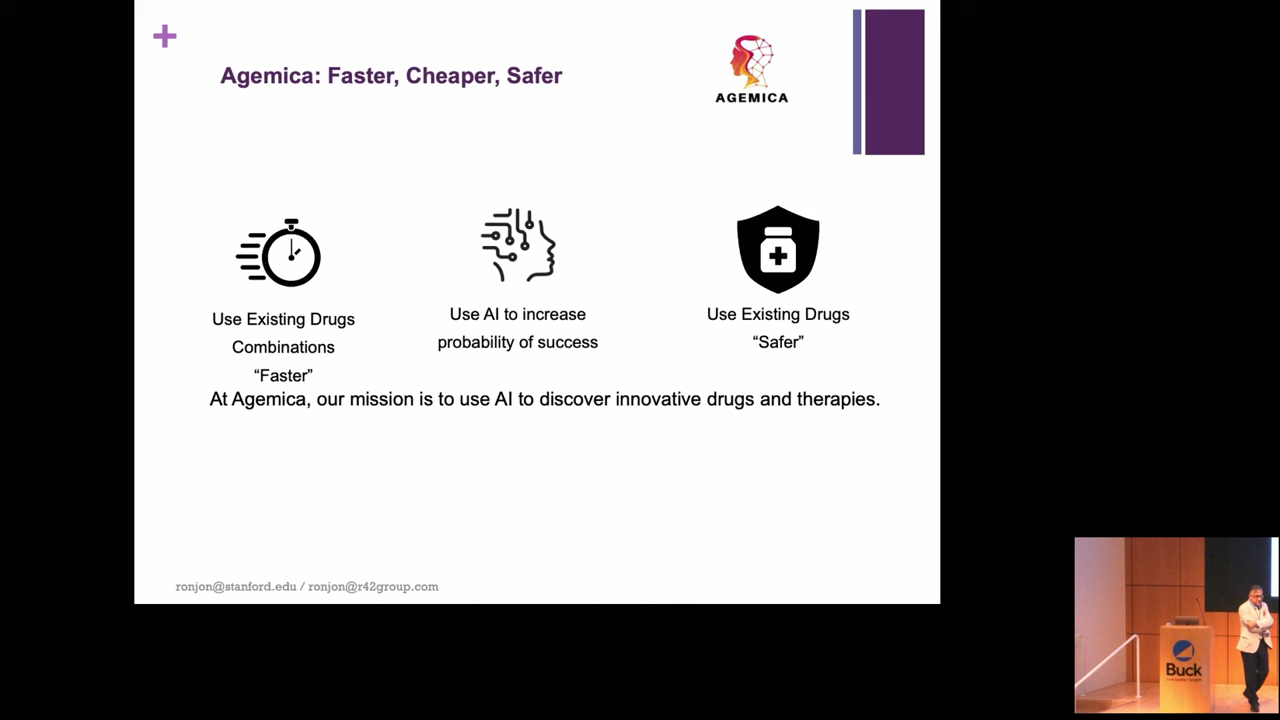 +
Agemica: Faster, Cheaper, Safer
AGEMICA
Use Existing Drugs
Combinations
“Faster”
Use AI to increase
probability of success
Use Existing Drugs
“Safer”
At Agemica, our mission is to use AI to discover innovative drugs and therapies.
ronjon@stanford.edu / ronjon@r42group.com
Buck